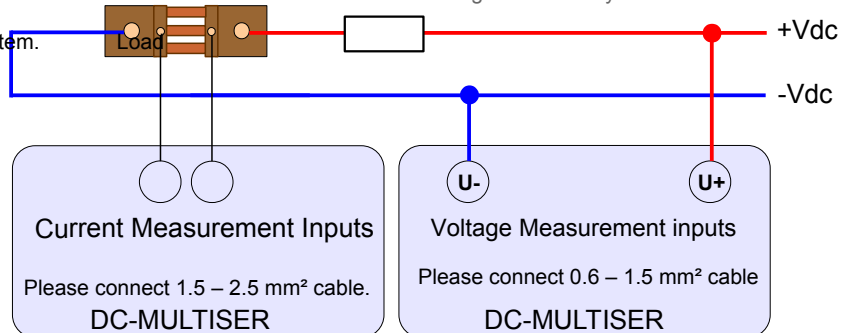 tem.
Load
+Vdc
-Vdc
U-
U+
Current Measurement Inputs
Voltage Measurement inputs
Please connect 1.5 – 2.5 mm² cable.
Please connect 0.6 – 1.5 mm² cable
DC-MULTISER
DC-MULTISER